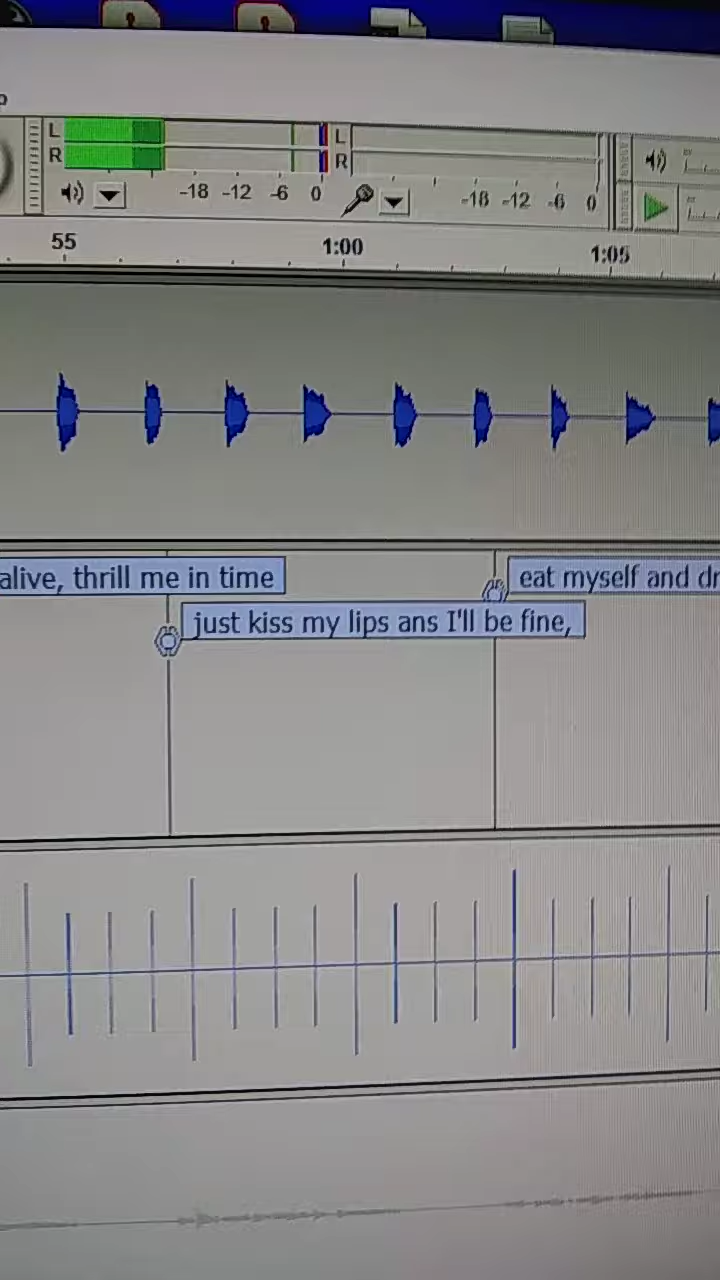 L L
R R
-18 -12 -6 0 -18 -12 -6 0
55 1:00 1:05
alive, thrill me in time
eat myself and dr
just kiss my lips ans I'll be fine,